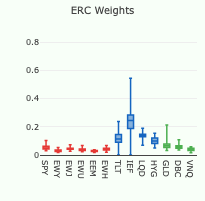 ERC Weights
0.8
0.6
0.4
0.2
0
SPY
EWY
EWJ
EWU
EEM
EWH
TLT
IEF
LQD
HYG
GLD
DBC
VNQ